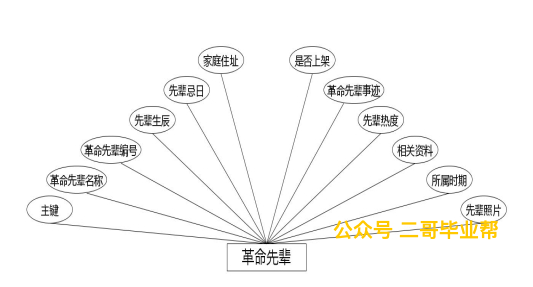 家庭住址
是否上架
先辈忌日
革命先辈事迹
先辈生辰
先辈热度
革命先辈编号
相关资料
革命先辈名称
所属时期
主键
先辈照片
公众号 二哥毕业帮
革命先辈